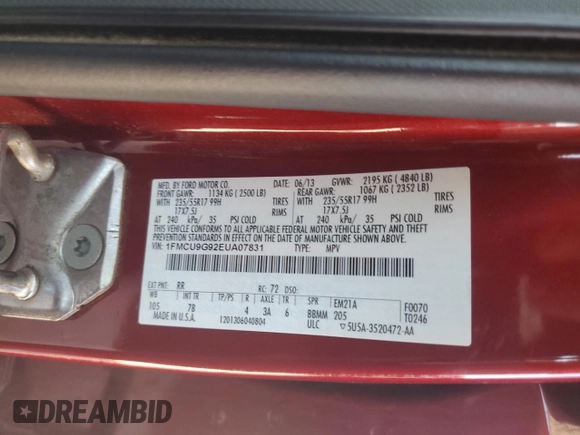 MFD. BY FORD MOTOR CO. 06/13 GVWR: 2195 KG ( 4840 LB)
FRONT GAWR: 1134 KG ( 2500 LB) REAR GAWR: 1067 KG ( 2352 LB)
WITH 235/55R17 99H TIRES WITH 235/55R17 99H TIRES
17X7.5J RIMS 17X7.5J RIMS
AT 240 kPa/ 35 PSI COLD AT 240 kPa/ 35 PSI COLD
THIS VEHICLE CONFORMS TO ALL APPLICABLE FEDERAL MOTOR VEHICLE SAFETY AND THEFT PREVENTION STANDARDS IN EFFECT ON THE DATE OF MANUFACTURE SHOWN ABOVE.
VIN: 1FMCU9G92EUA07831 TYPE: MPV
EXT PNT: RR RC: 72 DSO:
WB INT TR TP/PS R AXLE TR SPR EM21A F0070
105 7B 4 3A 6 BBMM 205 T0246
MADE IN U.S.A. 1201306040804 ULC 5U5A-3520472-AA
DREAMBID